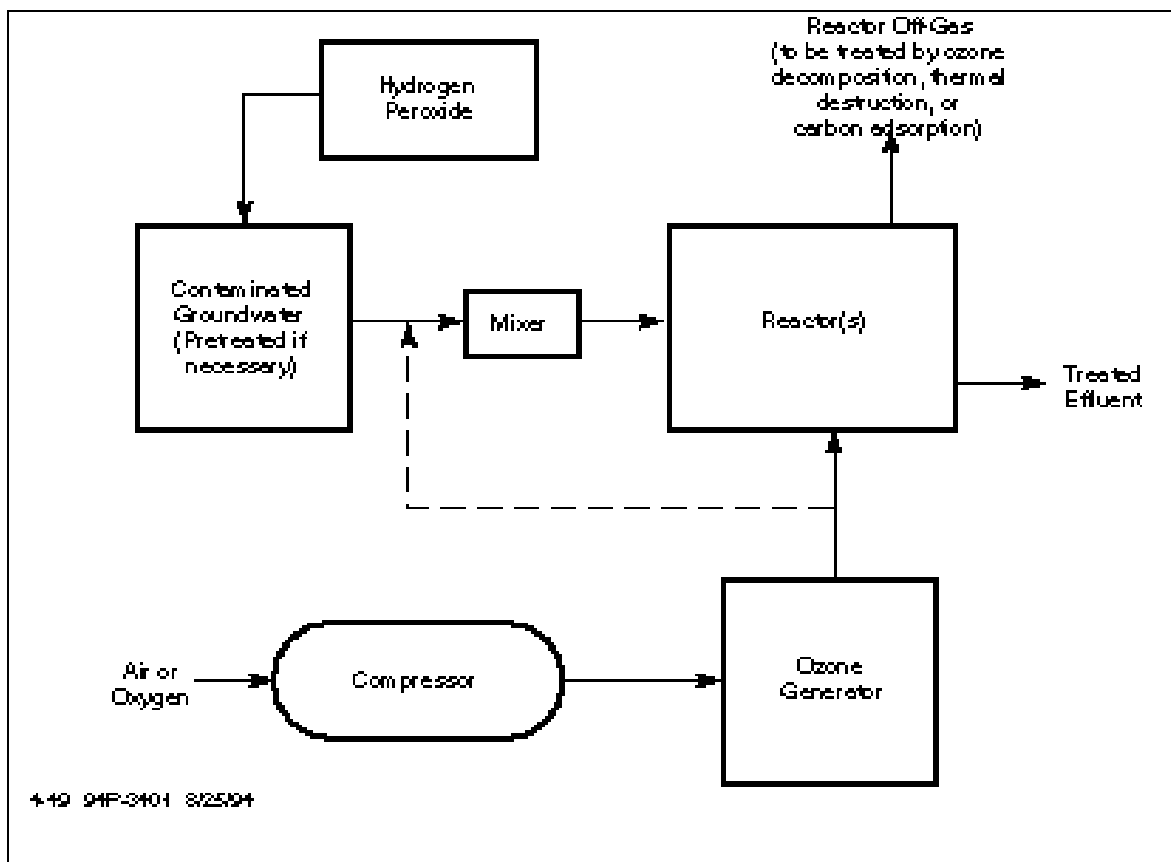 Reactor Off-Gas
(to be treated by ozone
decomposition, thermal
destruction, or
carbon adsorption)
Hydrogen
Peroxide
Contaminated
Groundwater
(Pretreated if
necessary)
Mixer
Reactor(s)
Treated
Effluent
Air or
Oxygen
Compressor
Ozone
Generator
4-49 94P-3401 8/25/94